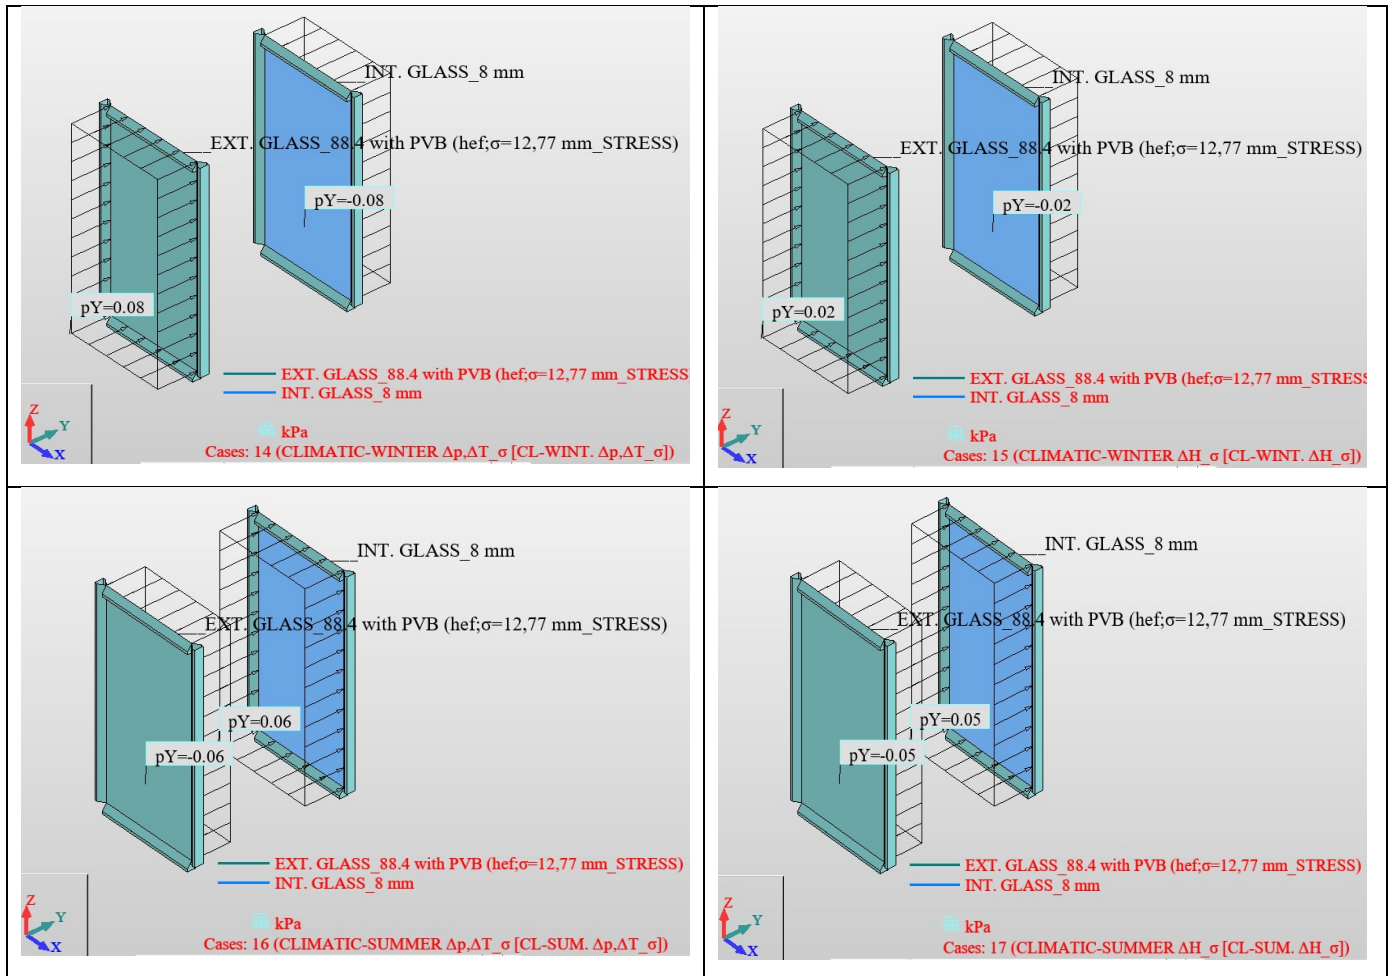 INT. GLASS_8 mm
EXT. GLASS_88.4 with PVB (hef;σ=12,77 mm_STRESS)
pY=-0.08
pY=0.08
EXT. GLASS_88.4 with PVB (hef;σ=12,77 mm_STRESS
INT. GLASS_8 mm
Z
Y
X
kPa
Cases: 14 (CLIMATIC-WINTER Δp,ΔT_σ [CL-WINT. Δp,ΔT_σ])
INT. GLASS_8 mm
EXT. GLASS_88.4 with PVB (hef;σ=12,77 mm_STRESS)
pY=-0.02
pY=0.02
EXT. GLASS_88.4 with PVB (hef;σ=12,77 mm_STRESS
INT. GLASS_8 mm
Z
Y
X
kPa
Cases: 15 (CLIMATIC-WINTER ΔH_σ [CL-WINT. ΔH_σ])
INT. GLASS_8 mm
EXT. GLASS_88.4 with PVB (hef;σ=12,77 mm_STRESS)
pY=0.06
pY=-0.06
EXT. GLASS_88.4 with PVB (hef;σ=12,77 mm_STRESS)
INT. GLASS_8 mm
Z
Y
X
kPa
Cases: 16 (CLIMATIC-SUMMER Δp,ΔT_σ [CL-SUM. Δp,ΔT_σ])
INT. GLASS_8 mm
EXT. GLASS_88.4 with PVB (hef;σ=12,77 mm_STRESS)
pY=0.05
pY=-0.05
EXT. GLASS_88.4 with PVB (hef;σ=12,77 mm_STRESS)
INT. GLASS_8 mm
Z
Y
X
kPa
Cases: 17 (CLIMATIC-SUMMER ΔH_σ [CL-SUM. ΔH_σ])